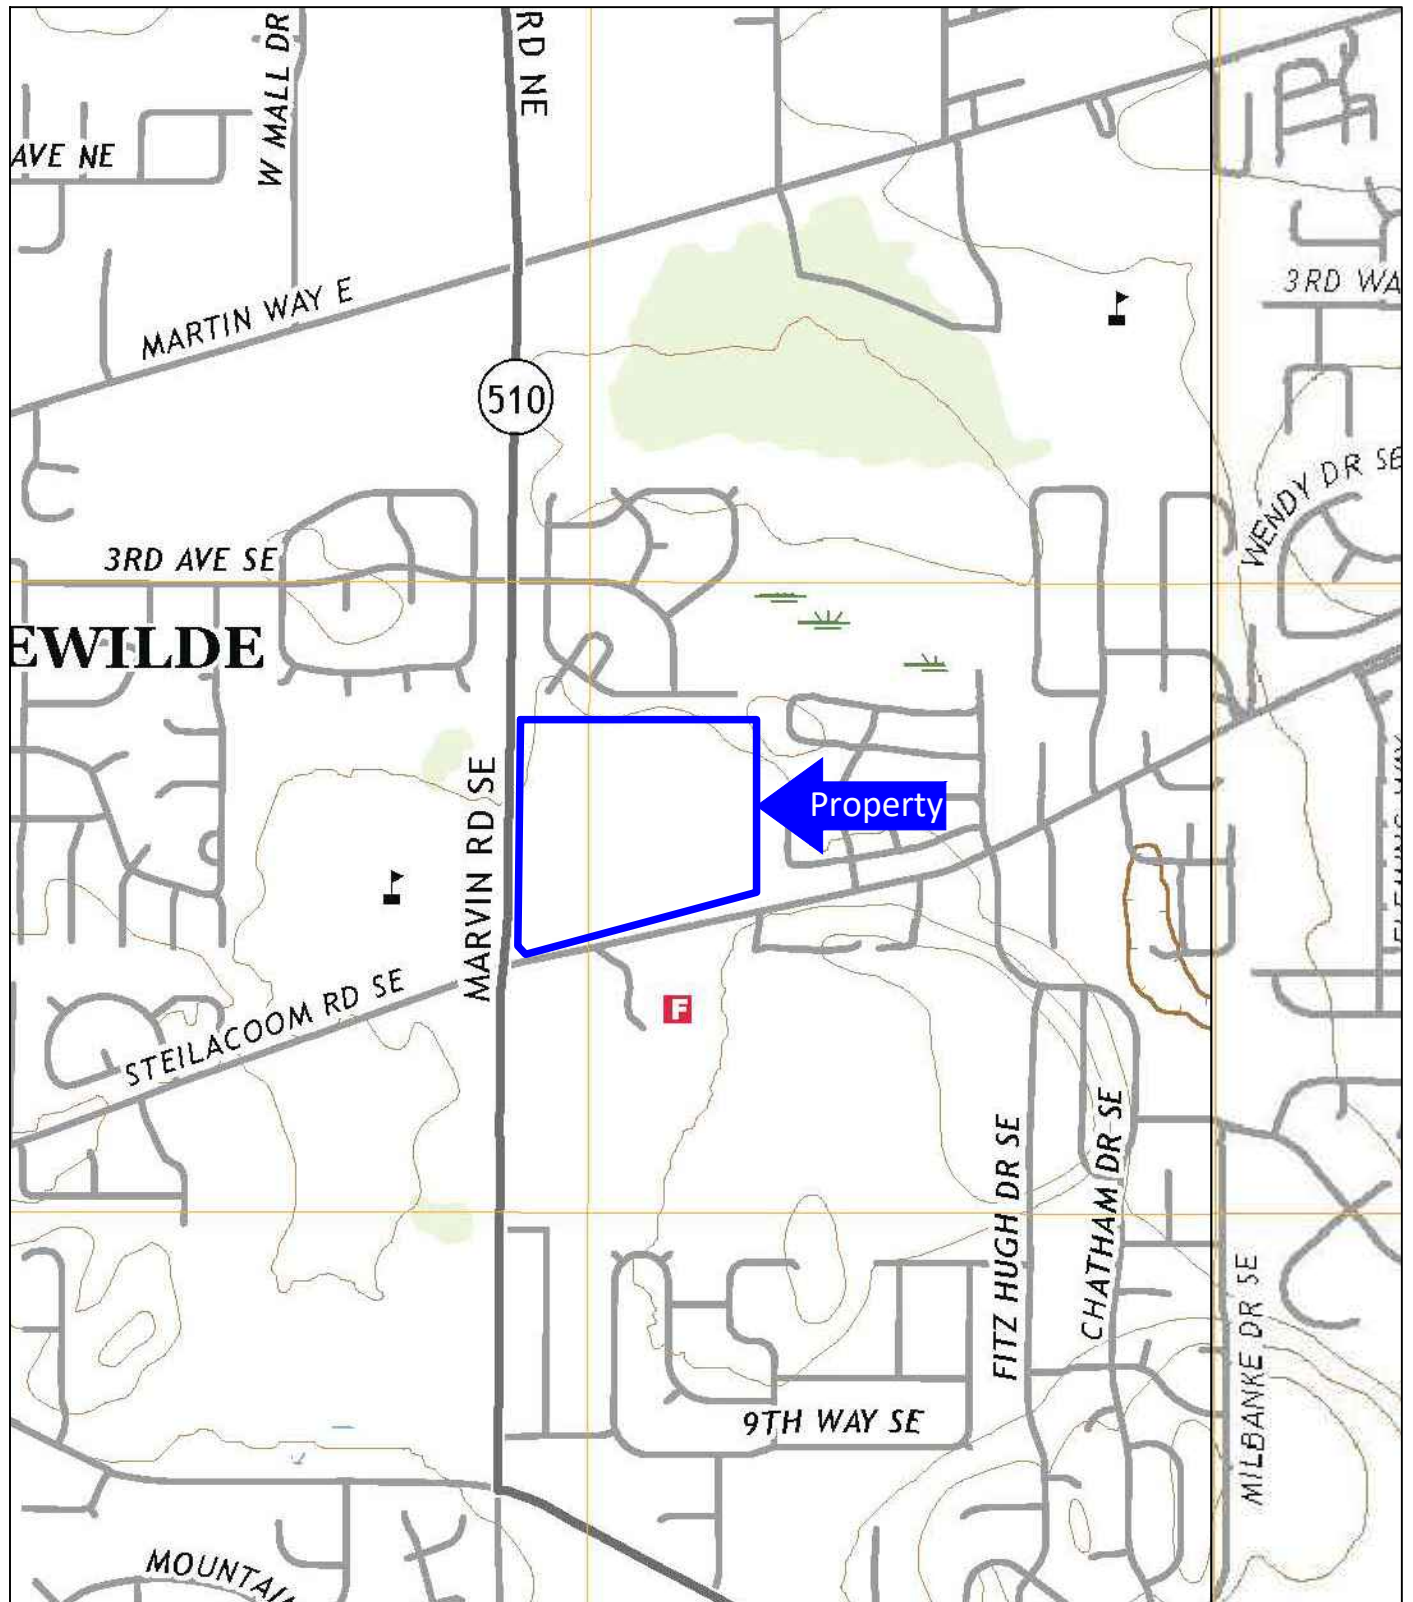 RD NE
W MALL DR
AVE NE
MARTIN WAY E
3RD WA
510
WENDY DR SE
3RD AVE SE
EWILDE
MARVIN RD SE
Property
STEILACOOM RD SE
F
FITZ HUGH DR SE
CHATHAM DR SE
MILBANKE DR SE
9TH WAY SE
MOUNTAI